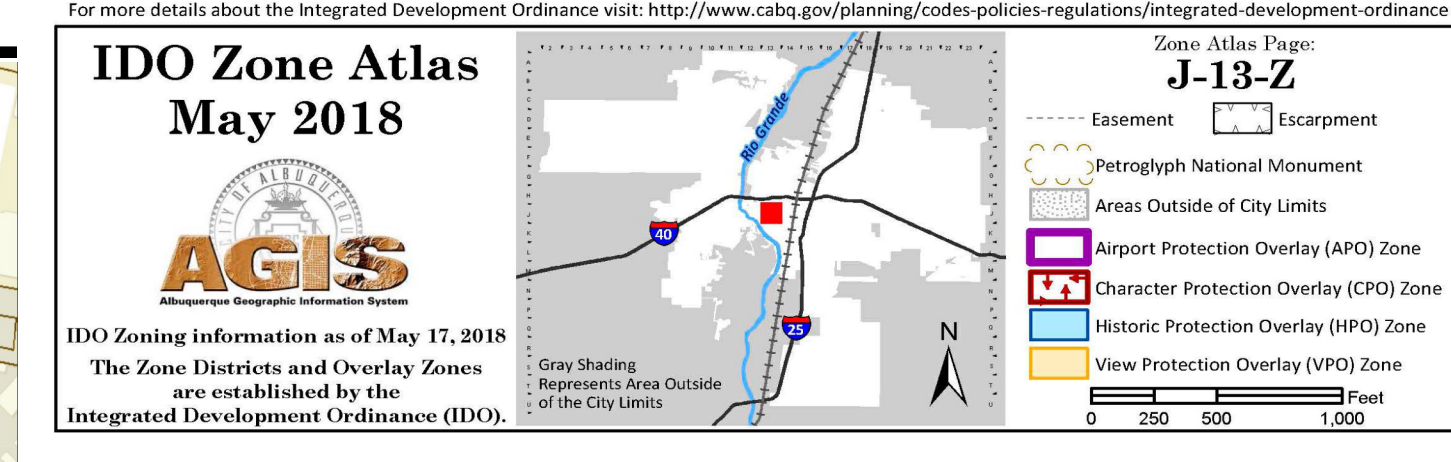 For more details about the Integrated Development Ordinance visit: http://www.cabq.gov/planning/codes-policies-regulations/integrated-development-ordinance
IDO Zone Atlas
May 2018
CITY OF ALBUQUERQUE
AGIS
Albuquerque Geographic Information System
IDO Zoning information as of May 17, 2018
The Zone Districts and Overlay Zones
are established by the
Integrated Development Ordinance (IDO).
Rio Grande
40
25
N
Gray Shading
Represents Area Outside
of the City Limits
Zone Atlas Page:
J-13-Z
Easement
Escarpment
Petroglyph National Monument
Areas Outside of City Limits
Airport Protection Overlay (APO) Zone
Character Protection Overlay (CPO) Zone
Historic Protection Overlay (HPO) Zone
View Protection Overlay (VPO) Zone
Feet
0 250 500 1,000